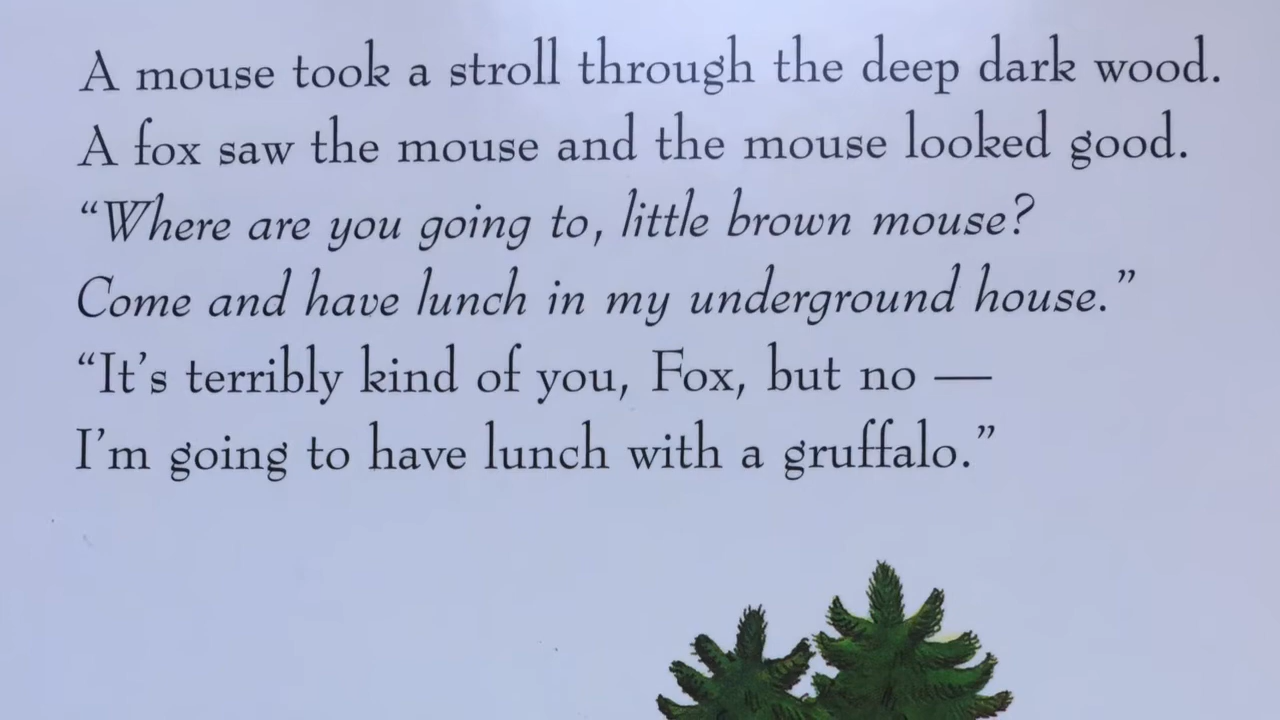 A mouse took a stroll through the deep dark wood.
A fox saw the mouse and the mouse looked good.
“Where are you going to, little brown mouse?
Come and have lunch in my underground house.”
“It’s terribly kind of you, Fox, but no —
I’m going to have lunch with a gruffalo.”